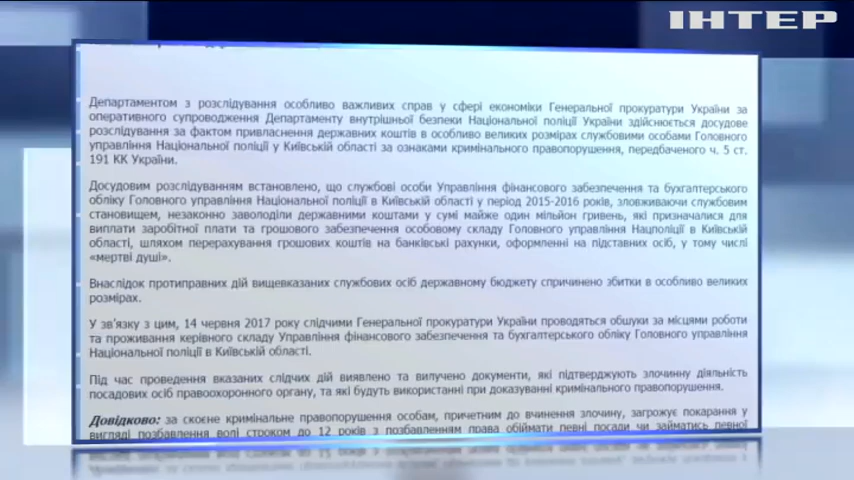 ІНТЕР
Департаментом з розслідування особливо важливих справ у сфері економіки Генеральної прокуратури України за
оперативного супроводження Департаменту внутрішньої безпеки Національної поліції України здійснюється досудове
розслідування за фактом привласнення державних коштів в особливо великих розмірах службовими особами Головного
управління Національної поліції у Київській області за ознаками кримінального правопорушення, передбаченого ч. 5 ст.
191 КК України.
Досудовим розслідуванням встановлено, що службові особи Управління фінансового забезпечення та бухгалтерського
обліку Головного управління Національної поліції в Київській області у період 2015-2016 років, зловживаючи службовим
становищем, незаконно заволоділи державними коштами у сумі майже один мільйон гривень, які призначалися для
виплати заробітної плати та грошового забезпечення особовому складу Головного управління Нацполіції в Київській
області, шляхом перерахування грошових коштів на банківські рахунки, оформленні на підставних осіб, у тому числі
«мертві душі».
Внаслідок протиправних дій вищевказаних службових осіб державному бюджету спричинено збитки в особливо великих
розмірах.
У зв'язку з цим, 14 червня 2017 року слідчими Генеральної прокуратури України проводяться обшуки за місцями роботи
та проживання керівного складу Управління фінансового забезпечення та бухгалтерського обліку Головного управління
Національної поліції в Київській області.
Під час проведення вказаних слідчих дій виявлено та вилучено документи, які підтверджують злочинну діяльність
посадових осіб правоохоронного органу, та які будуть використанні при доказуванні кримінального правопорушення.
Довідково: за скоєне кримінальне правопорушення особам, причетним до вчинення злочину, загрожує покарання у
вигляді позбавлення волі строком до 12 років з позбавленням права обіймати певні посади чи займатись певної